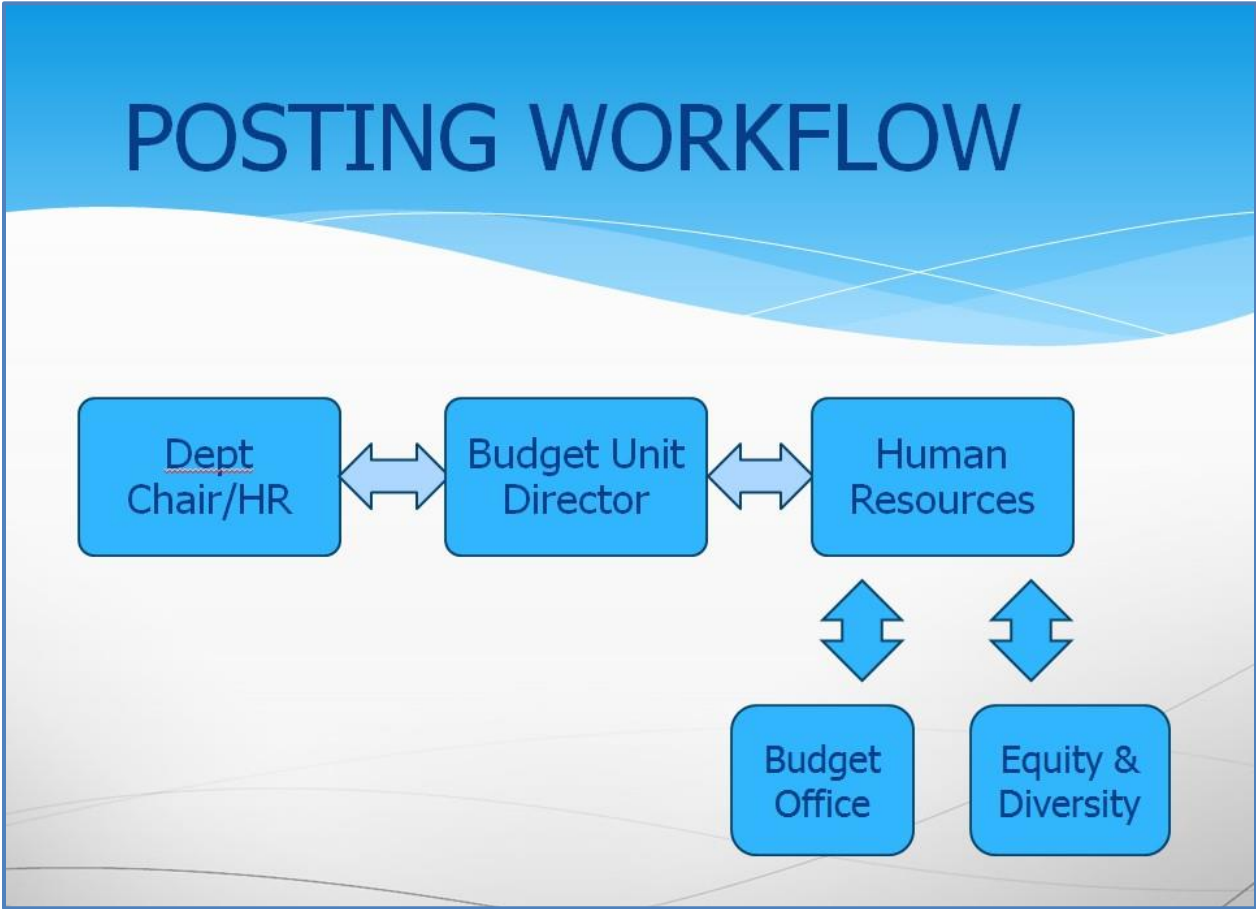 POSTING WORKFLOW
Dept
Chair/HR
Budget Unit
Director
Human
Resources
Budget
Office
Equity &
Diversity